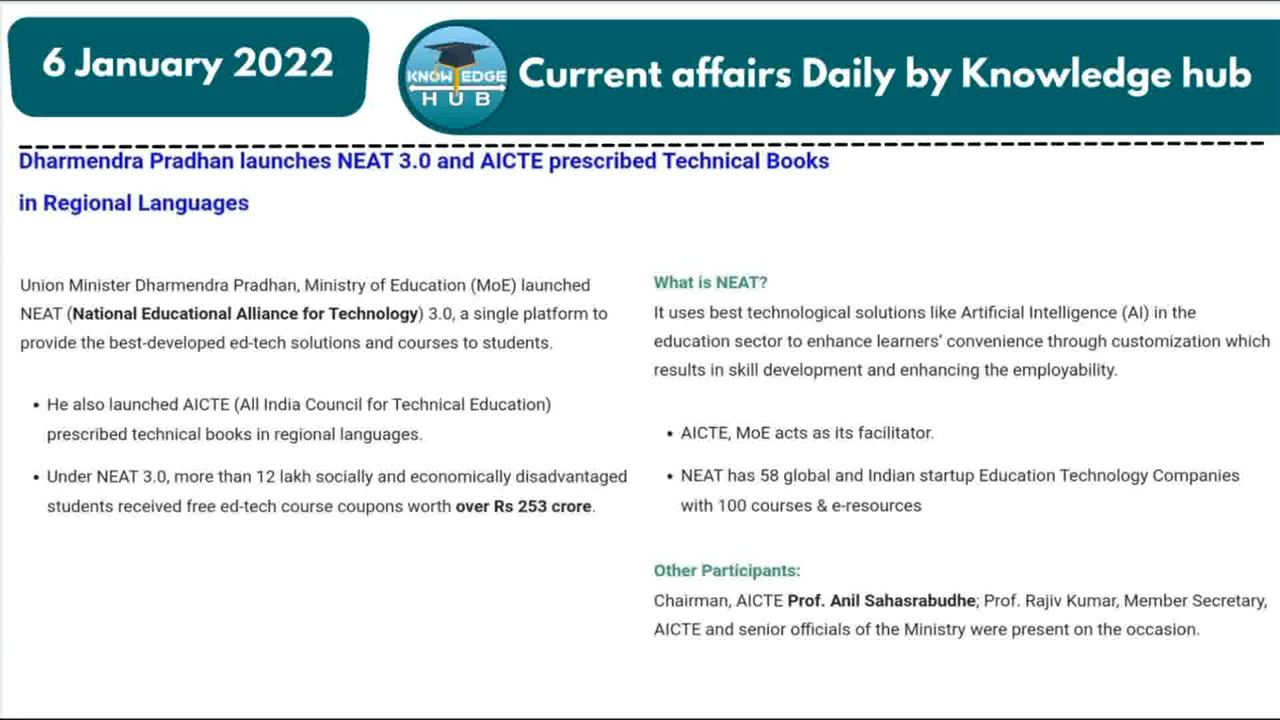 6 January 2022
KNOWLEDGE
HUB
Current affairs Daily by Knowledge hub
Dharmendra Pradhan launches NEAT 3.0 and AICTE prescribed Technical Books
in Regional Languages
Union Minister Dharmendra Pradhan, Ministry of Education (MoE) launched
NEAT (National Educational Alliance for Technology) 3.0, a single platform to
provide the best-developed ed-tech solutions and courses to students.
• He also launched AICTE (All India Council for Technical Education)
prescribed technical books in regional languages.
• Under NEAT 3.0, more than 12 lakh socially and economically disadvantaged
students received free ed-tech course coupons worth over Rs 253 crore.
What is NEAT?
It uses best technological solutions like Artificial Intelligence (AI) in the
education sector to enhance learners' convenience through customization which
results in skill development and enhancing the employability.
• AICTE, MoE acts as its facilitator.
• NEAT has 58 global and Indian startup Education Technology Companies
with 100 courses & e-resources
Other Participants:
Chairman, AICTE Prof. Anil Sahasrabudhe; Prof. Rajiv Kumar, Member Secretary,
AICTE and senior officials of the Ministry were present on the occasion.